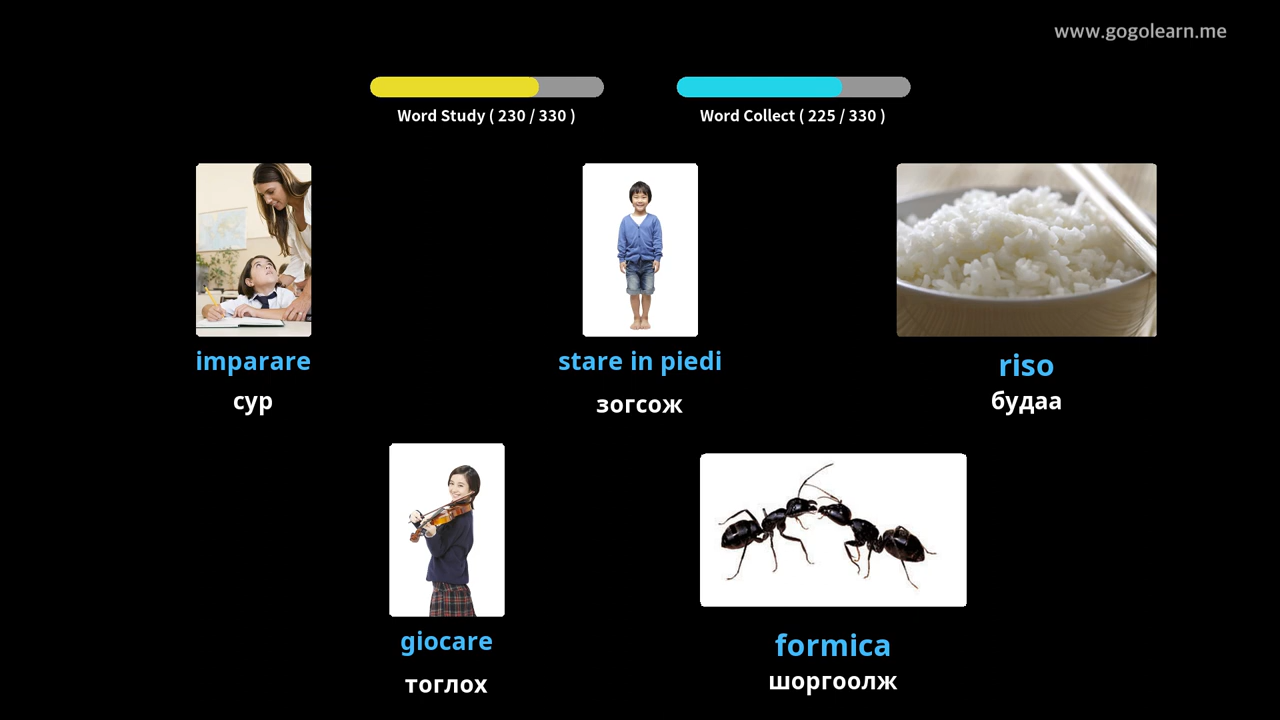 www.gogolearn.me
Word Study ( 230 / 330 )
Word Collect ( 225 / 330 )
imparare
сур
stare in piedi
зогсож
riso
будаа
giocare
тоглох
formica
шоргоолж